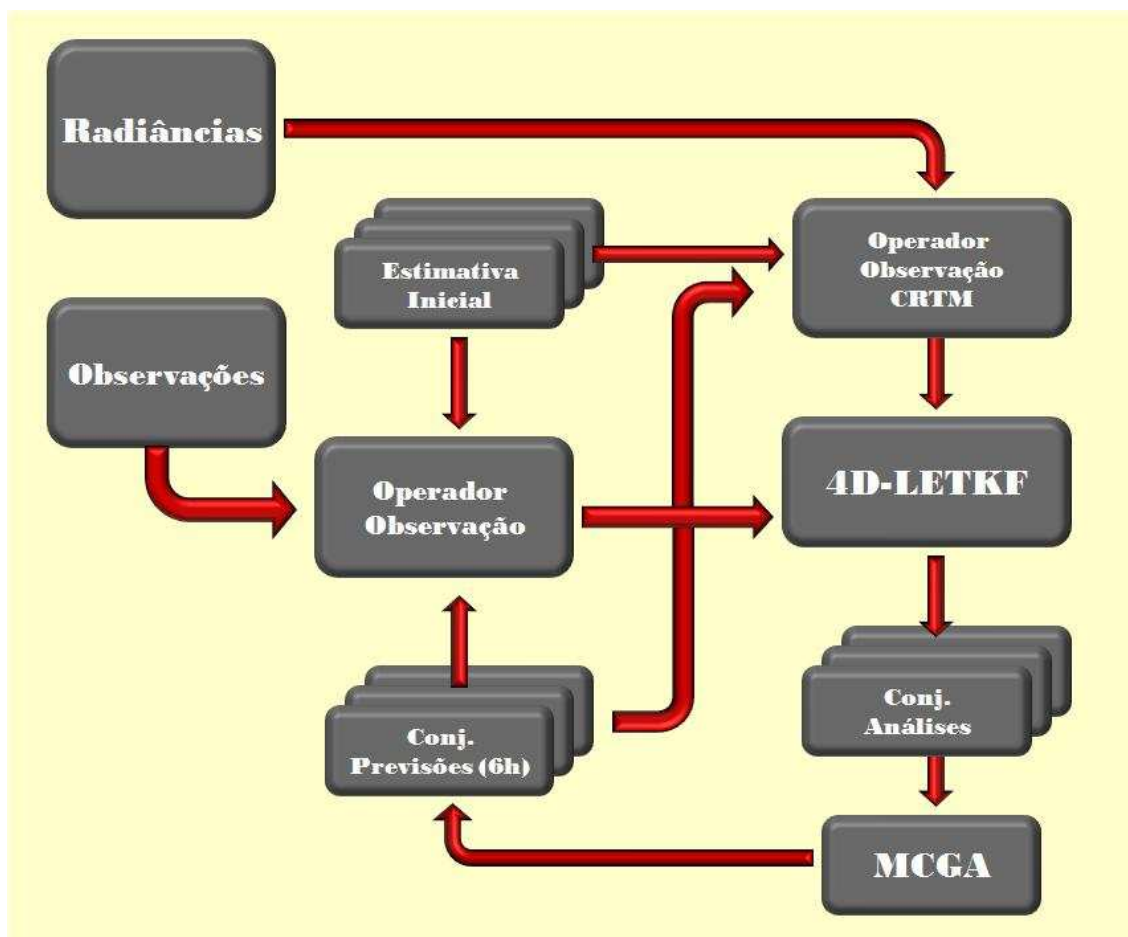 Radiâncias
Operador
Observação
CRTM
Estimativa
Inicial
Observações
Operador
Observação
4D-LETKF
Conj.
Previsões (6h)
Conj.
Análises
MCGA